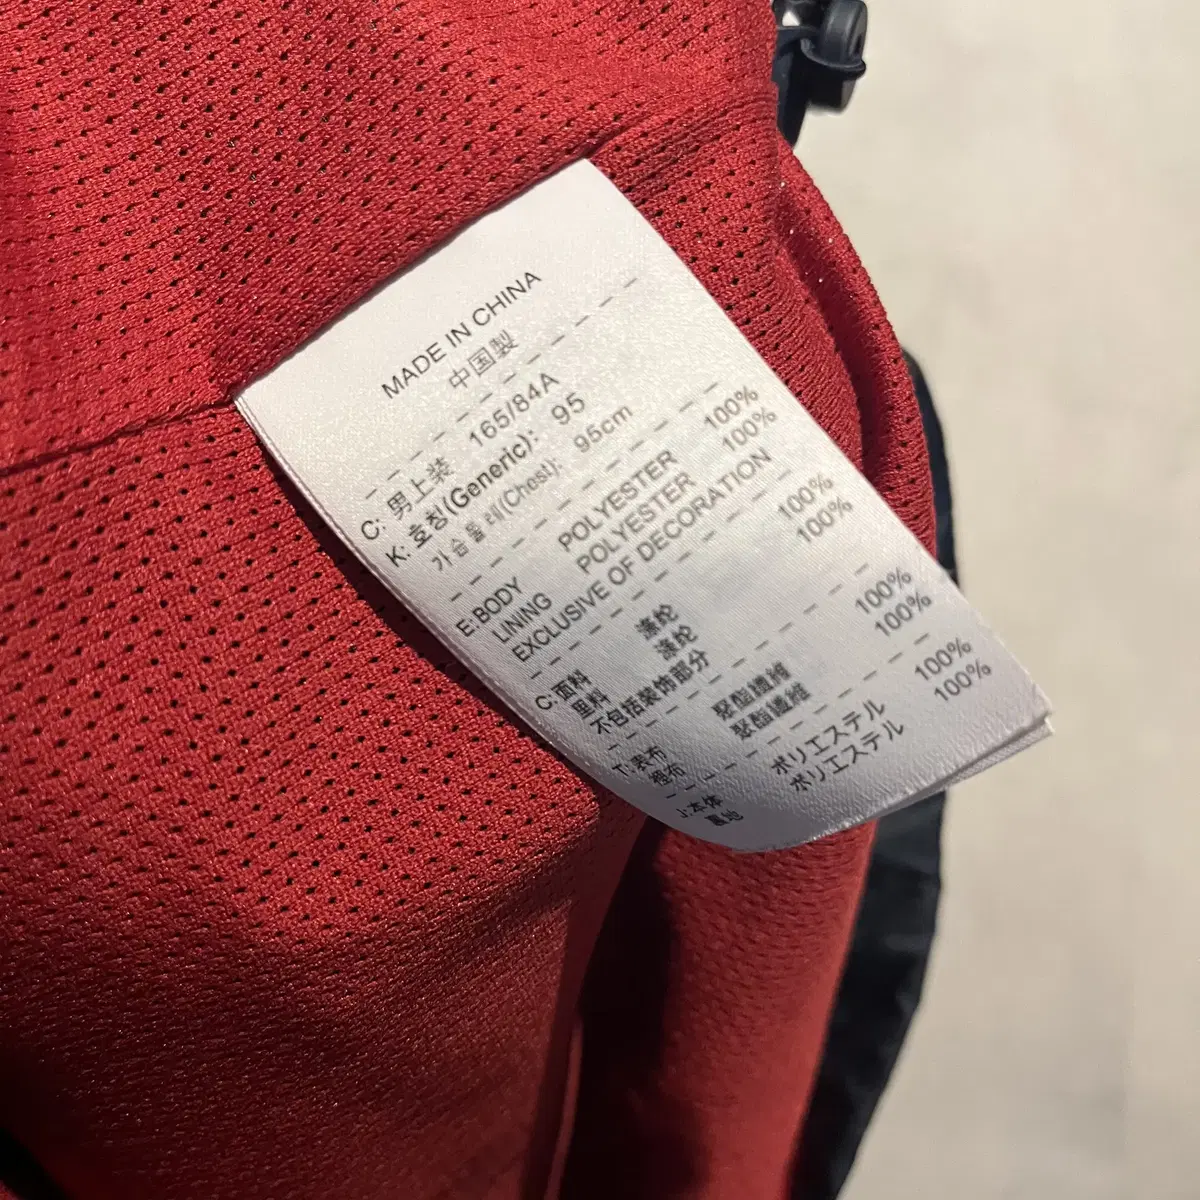 MADE IN CHINA
中国製
C: 男上装 165/84A
K: 호칭(Generic): 95
가슴둘레(Chest): 95cm
E:BODY POLYESTER 100%
LINING POLYESTER 100%
EXCLUSIVE OF DECORATION
C:面料 涤纶 100%
里料 涤纶 100%
不包括装饰部分
T:表布 聚酯纖維 100%
裡布 聚酯纖維 100%
J:本体 ポリエステル 100%
裏地 ポリエステル 100%